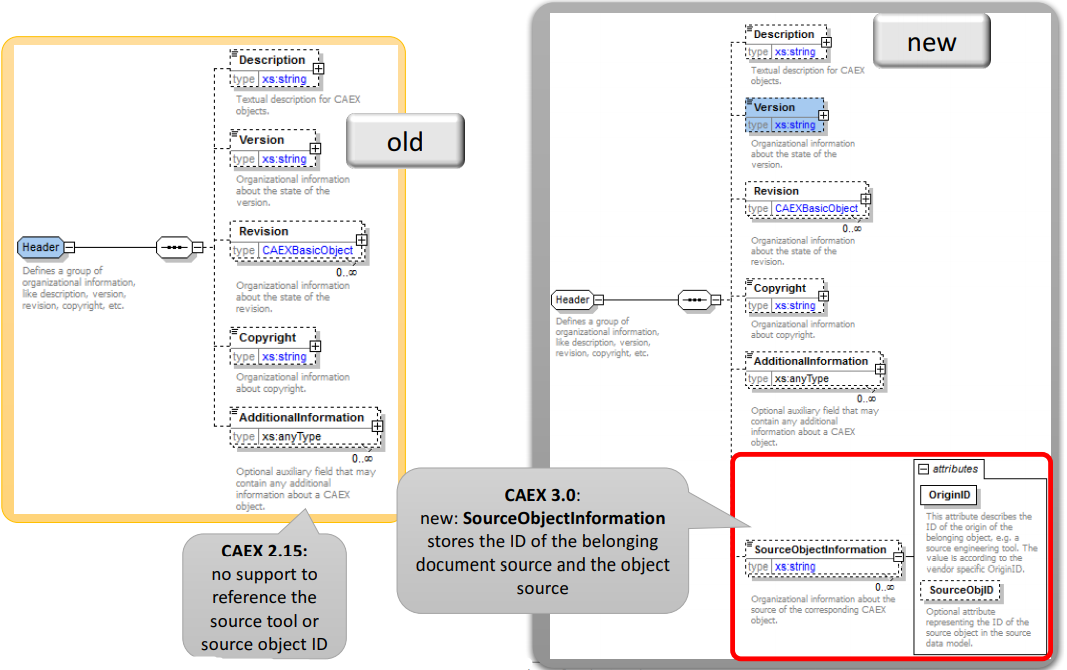 old
Header
Defines a group of
organizational information,
like description, version,
revision, copyright, etc.
Description
type xs:string
Textual description for CAEX
objects.
Version
type xs:string
Organizational information
about the state of the
version.
Revision
type CAEXBasicObject
0..∞
Organizational information
about the state of the
revision.
Copyright
type xs:string
Organizational information
about copyright.
AdditionalInformation
type xs:anyType
0..∞
Optional auxiliary field that may
contain any additional
information about a CAEX
object.
CAEX 2.15:
no support to
reference the
source tool or
source object ID
new
Header
Defines a group of
organizational information,
like description, version,
revision, copyright, etc.
Description
type xs:string
Textual description for CAEX
objects.
Version
type xs:string
Organizational information
about the state of the
version.
Revision
type CAEXBasicObject
0..∞
Organizational information
about the state of the
revision.
Copyright
type xs:string
Organizational information
about copyright.
AdditionalInformation
type xs:anyType
0..∞
Optional auxiliary field that may
contain any additional
information about a CAEX
object.
CAEX 3.0:
new: SourceObjectInformation
stores the ID of the belonging
document source and the object
source
SourceObjectInformation
type xs:string
0..∞
Organizational information about the
source of the corresponding CAEX
object.
attributes
OriginID
This attribute describes the
ID of the origin of the
belonging object, e.g. a
source engineering tool. The
value is according to the
vendor specific OriginID.
SourceObjID
Optional attribute
representing the ID of the
source object in the source
data model.